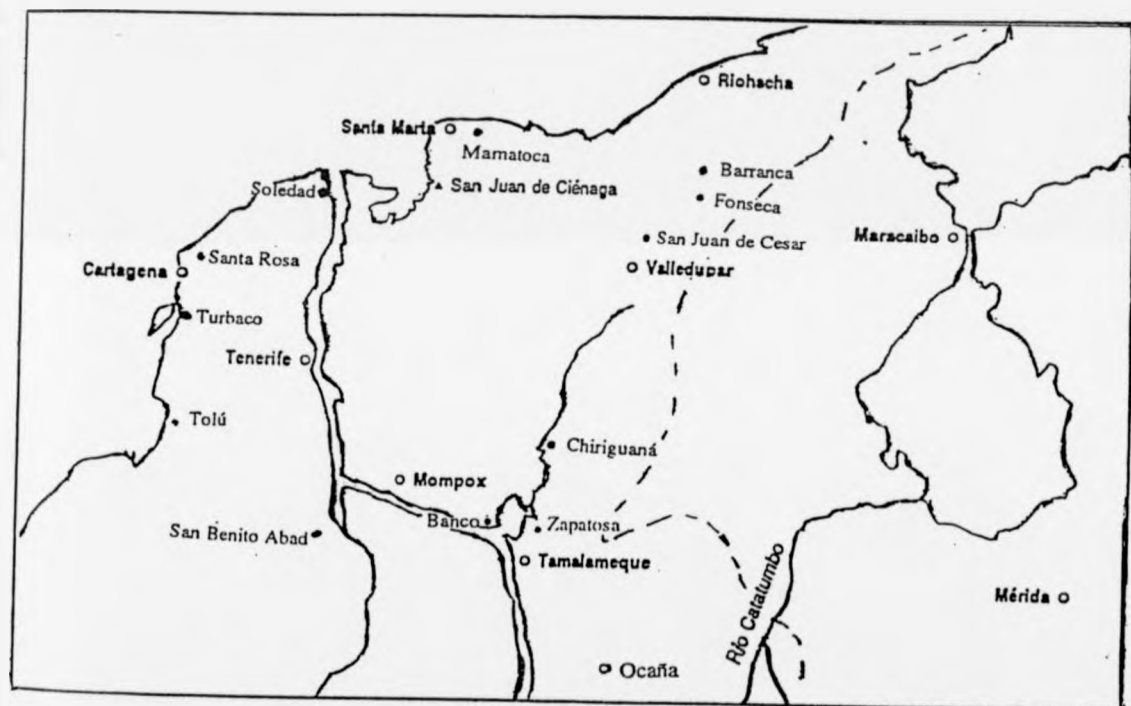 Riohacha
Santa Marta
Mamatoca
Barranca
Soledad
San Juan de Ciénaga
Fonseca
San Juan de Cesar
Maracaibo
Santa Rosa
Cartagena
Valledupar
Turbaco
Tenerife
Tolú
Chiriguaná
Mompox
Banco
Zapatosa
San Benito Abad
Tamalameque
Río Catatumbo
Mérida
Ocaña